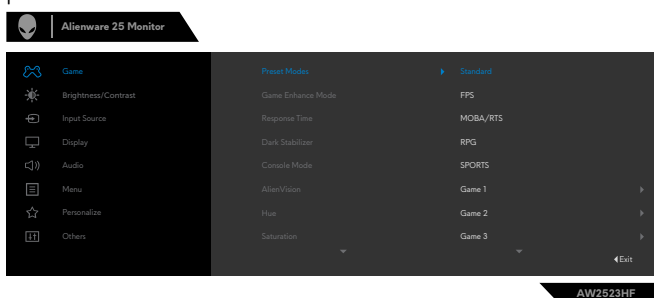 Alienware 25 Monitor
Game Preset Modes Standard
Brightness/Contrast Game Enhance Mode FPS
Input Source Response Time MOBA/RTS
Display Dark Stabilizer RPG
Audio Console Mode SPORTS
Menu AlienVision Game 1
Personalize Hue Game 2
Others Saturation Game 3
Exit
AW2523HF